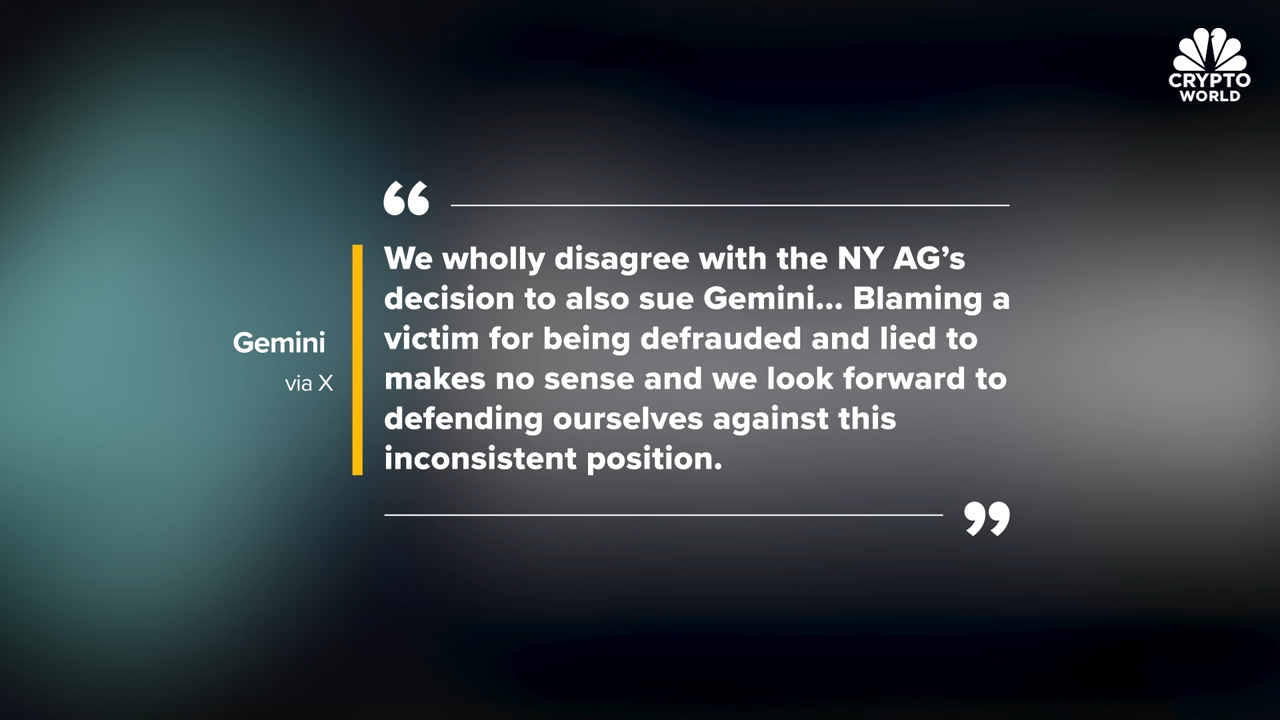 CRYPTO
WORLD
“
We wholly disagree with the NY AG’s
decision to also sue Gemini... Blaming a
victim for being defrauded and lied to
makes no sense and we look forward to
defending ourselves against this
inconsistent position.
”
Gemini
via X